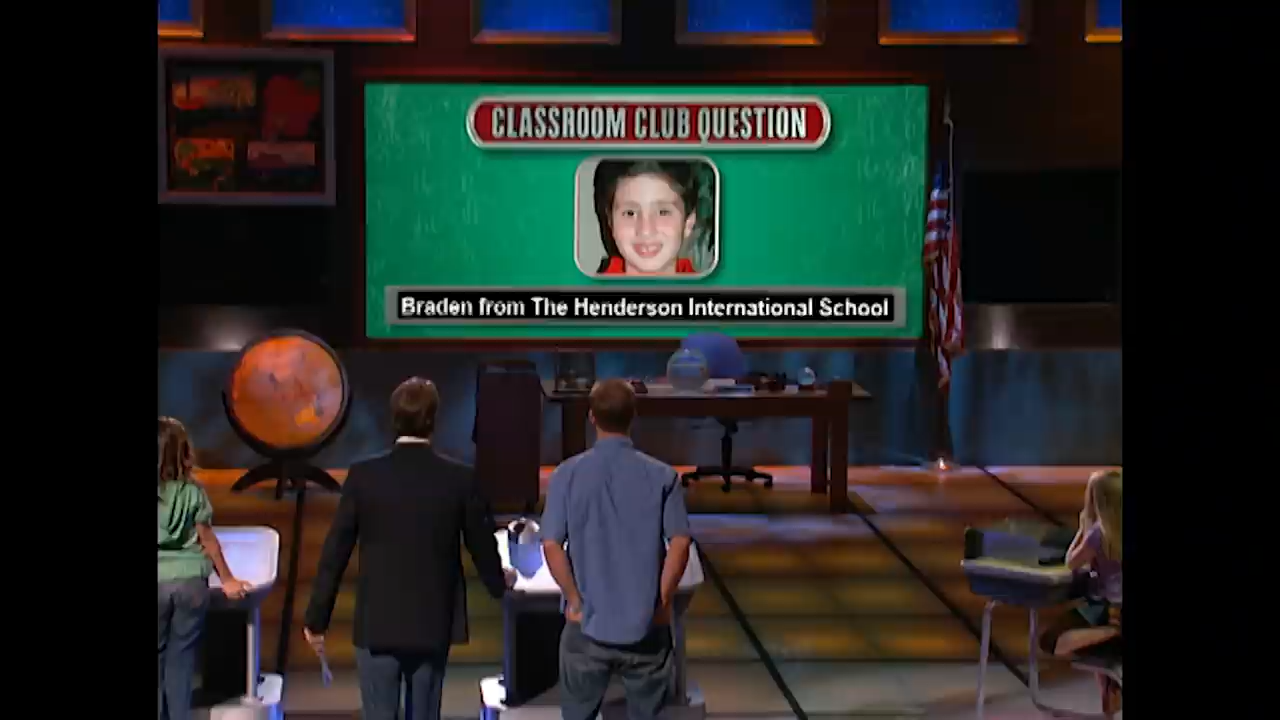 CLASSROOM CLUB QUESTION
Braden from The Henderson International School